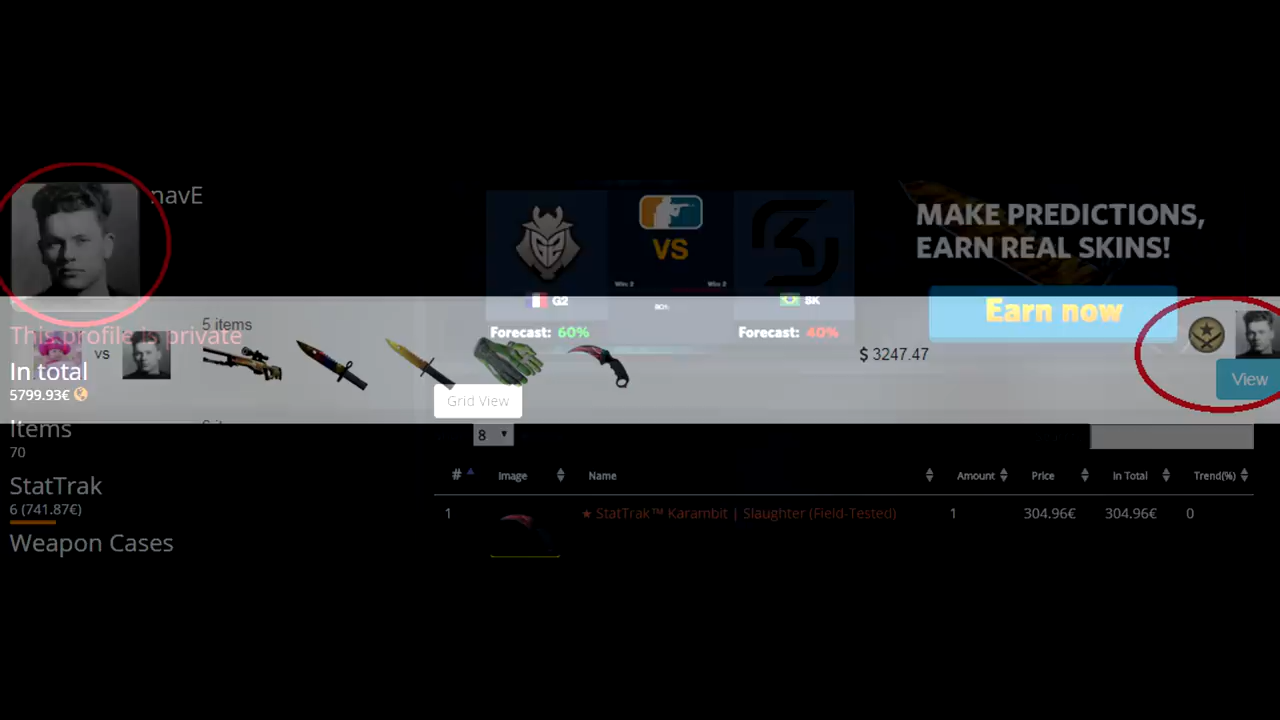 navE
MAKE PREDICTIONS,
EARN REAL SKINS!
VS
G2
SK
Earn now
Forecast: 60%
Forecast: 40%
This profile is private
5 items
vs
$ 3247.47
In total
5799.93€
View
Grid View
Items
70
8
# Image Name Amount Price In Total Trend(%)
StatTrak
6 (741.87€)
1 ★ StatTrak™ Karambit | Slaughter (Field-Tested) 1 304.96€ 304.96€ 0
Weapon Cases